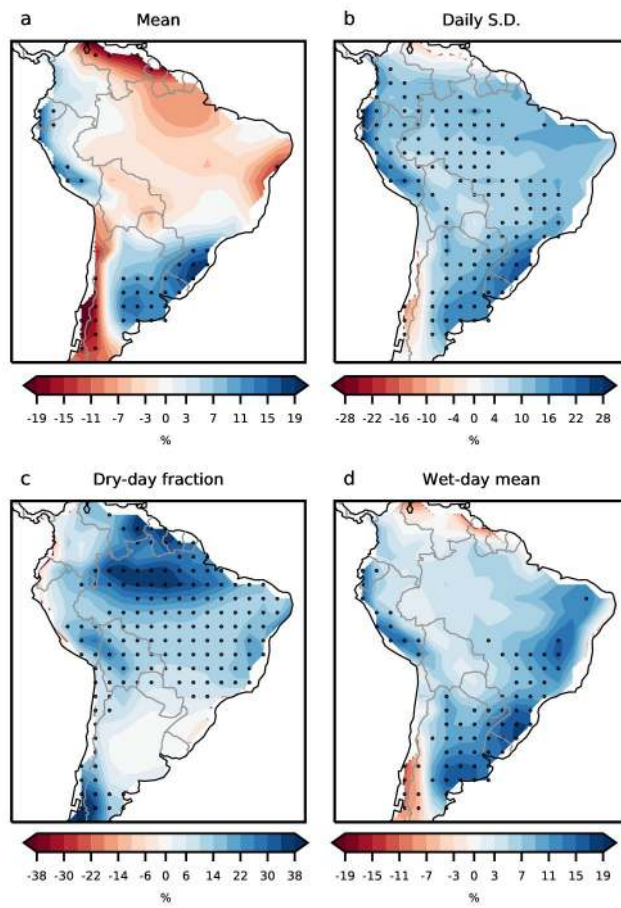 a Mean
b Daily S.D.
-19 -15 -11 -7 -3 0 3 7 11 15 19
%
-28 -22 -16 -10 -4 0 4 10 16 22 28
%
c Dry-day fraction
d Wet-day mean
-38 -30 -22 -14 -6 0 6 14 22 30 38
%
-19 -15 -11 -7 -3 0 3 7 11 15 19
%